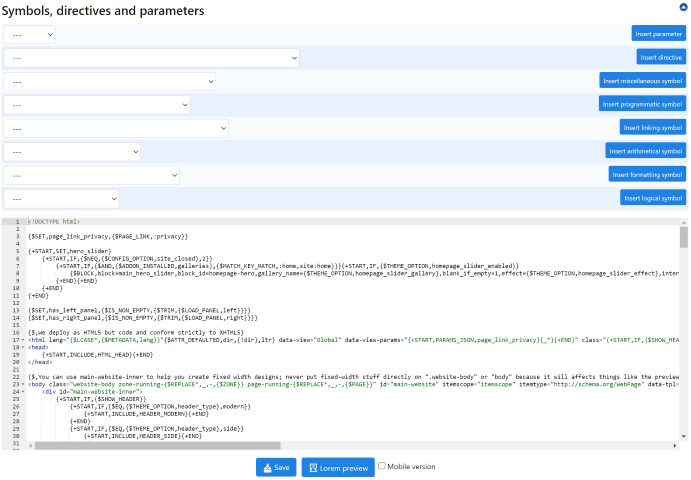 Symbols, directives and parameters
---
Insert parameter
---
Insert directive
---
Insert miscellaneous symbol
---
Insert programmatic symbol
---
Insert linking symbol
---
Insert arithmetical symbol
---
Insert formatting symbol
---
Insert logical symbol
1 <!DOCTYPE html>
2
3 {$SET,page_link_privacy,{$PAGE_LINK,:privacy}}
4
5 {+START,SET,hero_slider}
6 {+START,IF,{$NEQ,{$CONFIG_OPTION,site_closed},2}}
7 {+START,IF,{$AND,{$ADDON_INSTALLED,galleries},{$MATCH_KEY_MATCH,:home,site:home}}}{+START,IF,{$THEME_OPTION,homepage_slider_enabled}}
8 {$BLOCK,block=main_hero_slider,block_id=homepage-hero,gallery_name={$THEME_OPTION,homepage_slider_gallery},blank_if_empty=1,effect={$THEME_OPTION,homepage_slider_effect},inter
9 {+END}{+END}
10 {+END}
11 {+END}
12
13 {$SET,has_left_panel,{$IS_NON_EMPTY,{$TRIM,{$LOAD_PANEL,left}}}}
14 {$SET,has_right_panel,{$IS_NON_EMPTY,{$TRIM,{$LOAD_PANEL,right}}}}
15
16 {$,We deploy as HTML5 but code and conform strictly to XHTML5}
17 <html lang="{$LCASE*,{$METADATA,lang}}"{$ATTR_DEFAULTED,dir,{!dir},ltr} data-view="Global" data-view-params="{+START,PARAMS_JSON,page_link_privacy}{_*}{+END}" class="{+START,IF,{$SHOW_HEA
18 <head>
19 {+START,INCLUDE,HTML_HEAD}{+END}
20 </head>
21
22 {$,You can use main-website-inner to help you create fixed width designs; never put fixed-width stuff directly on ".website-body" or "body" because it will affects things like the preview
23 <body class="website-body zone-running-{$REPLACE*,_,-,{$ZONE}} page-running-{$REPLACE*,_,-,{$PAGE}}" id="main-website" itemscope="itemscope" itemtype="http://schema.org/WebPage" data-tpl=
24 <div id="main-website-inner">
25 {+START,IF,{$SHOW_HEADER}}
26 {+START,IF,{$EQ,{$THEME_OPTION,header_type},modern}}
27 {+START,INCLUDE,HEADER_MODERN}{+END}
28 {+END}
29 {+START,IF,{$EQ,{$THEME_OPTION,header_type},side}}
30 {+START,INCLUDE,HEADER_SIDE}{+END}
31
Save
Lorem preview
Mobile version